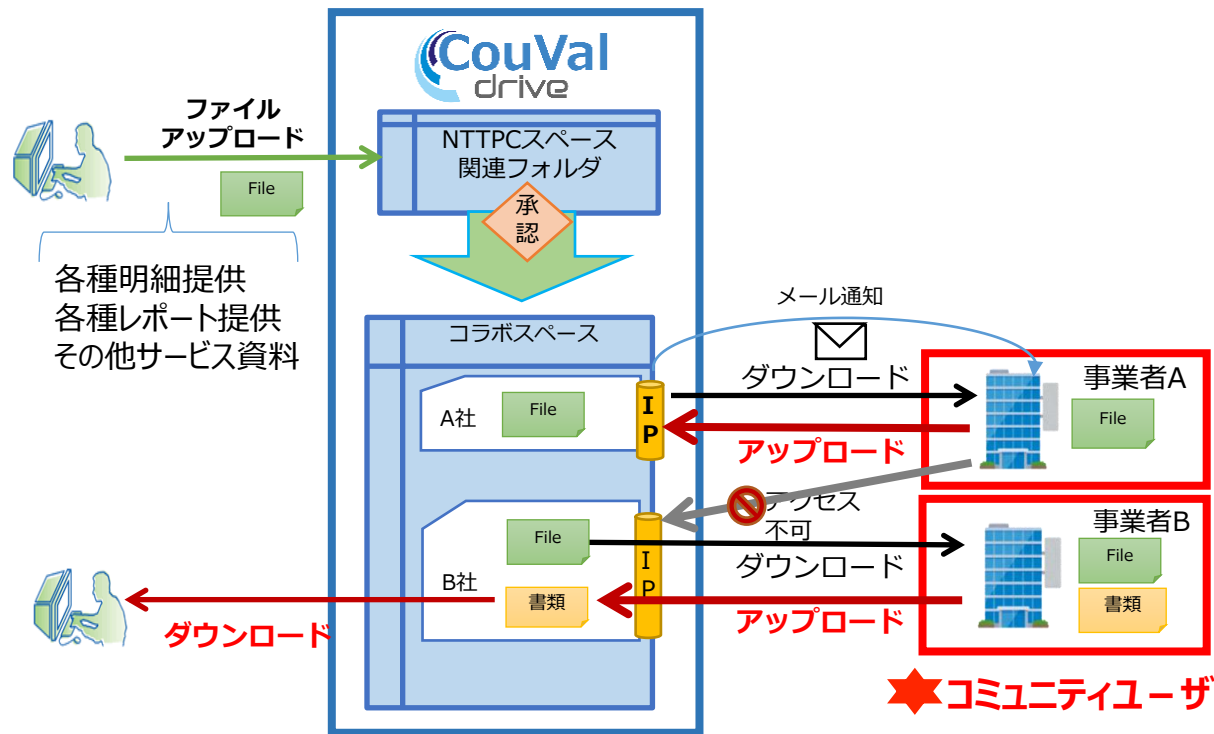 CouVal
drive
ファイル
アップロード
File
NTTPCスペース
関連フォルダ
承
認
各種明細提供
各種レポート提供
その他サービス資料
コラボスペース
メール通知
A社
File
I
P
ダウンロード
アップロード
事業者A
File
アクセス
不可
B社
File
書類
I
P
ダウンロード
アップロード
事業者B
File
書類
ダウンロード
コミュニティユーザ